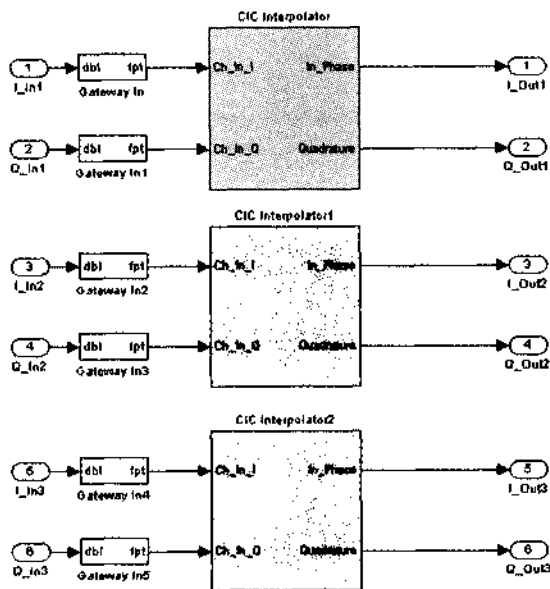 CIC Interpolator
1 dbl fpt Ch_In_I In_Phase 1
I_In1 Gateway In I_Out1
2 dbl fpt Ch_In_Q Quadrature 2
Q_In1 Gateway In1 Q_Out1
CIC Interpolator1
3 dbl fpt Ch_In_I In_Phase 3
I_In2 Gateway In2 I_Out2
4 dbl fpt Ch_In_Q Quadrature 4
Q_In2 Gateway In3 Q_Out2
CIC Interpolator2
5 dbl fpt Ch_In_I In_Phase 5
I_In3 Gateway In4 I_Out3
6 dbl fpt Ch_In_Q Quadrature 6
Q_In3 Gateway In5 Q_Out3